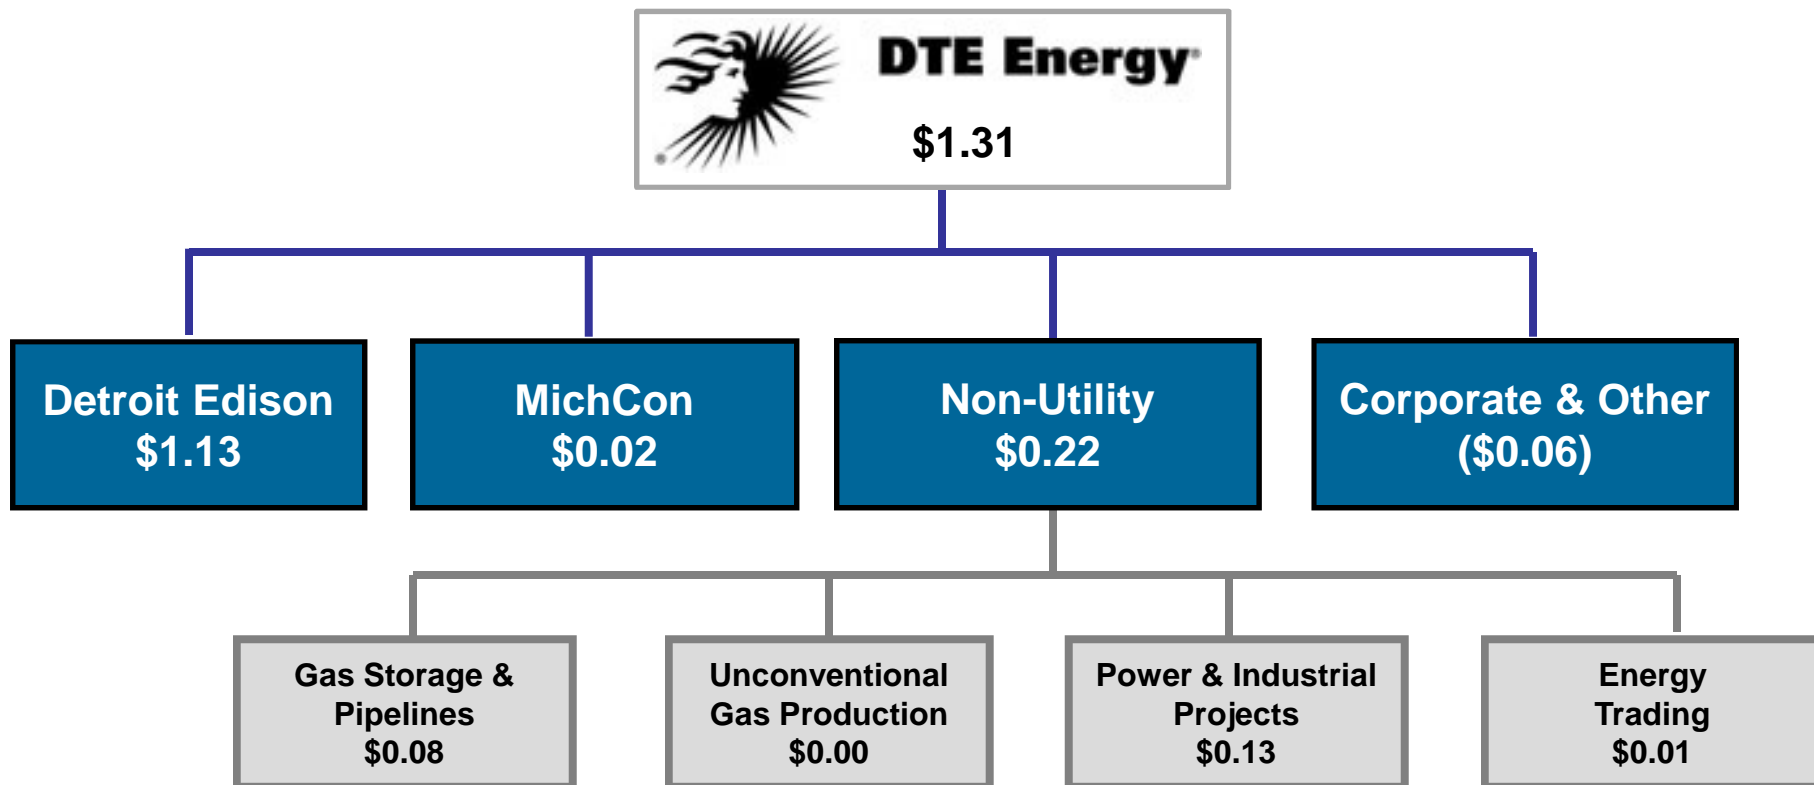 DTE Energy®
$1.31
®
Detroit Edison
$1.13
MichCon
$0.02
Non-Utility
$0.22
Corporate & Other
($0.06)
Gas Storage &
Pipelines
$0.08
Unconventional
Gas Production
$0.00
Power & Industrial
Projects
$0.13
Energy
Trading
$0.01